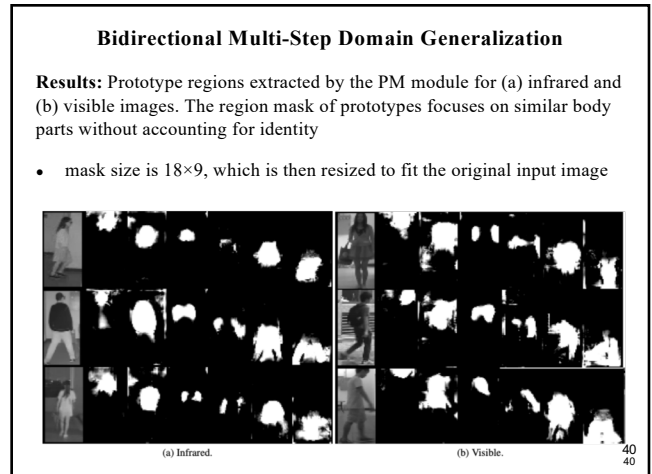 Bidirectional Multi-Step Domain Generalization
Results: Prototype regions extracted by the PM module for (a) infrared and
(b) visible images. The region mask of prototypes focuses on similar body
parts without accounting for identity
• mask size is 18×9, which is then resized to fit the original input image
(a) Infrared.
(b) Visible.
40
40